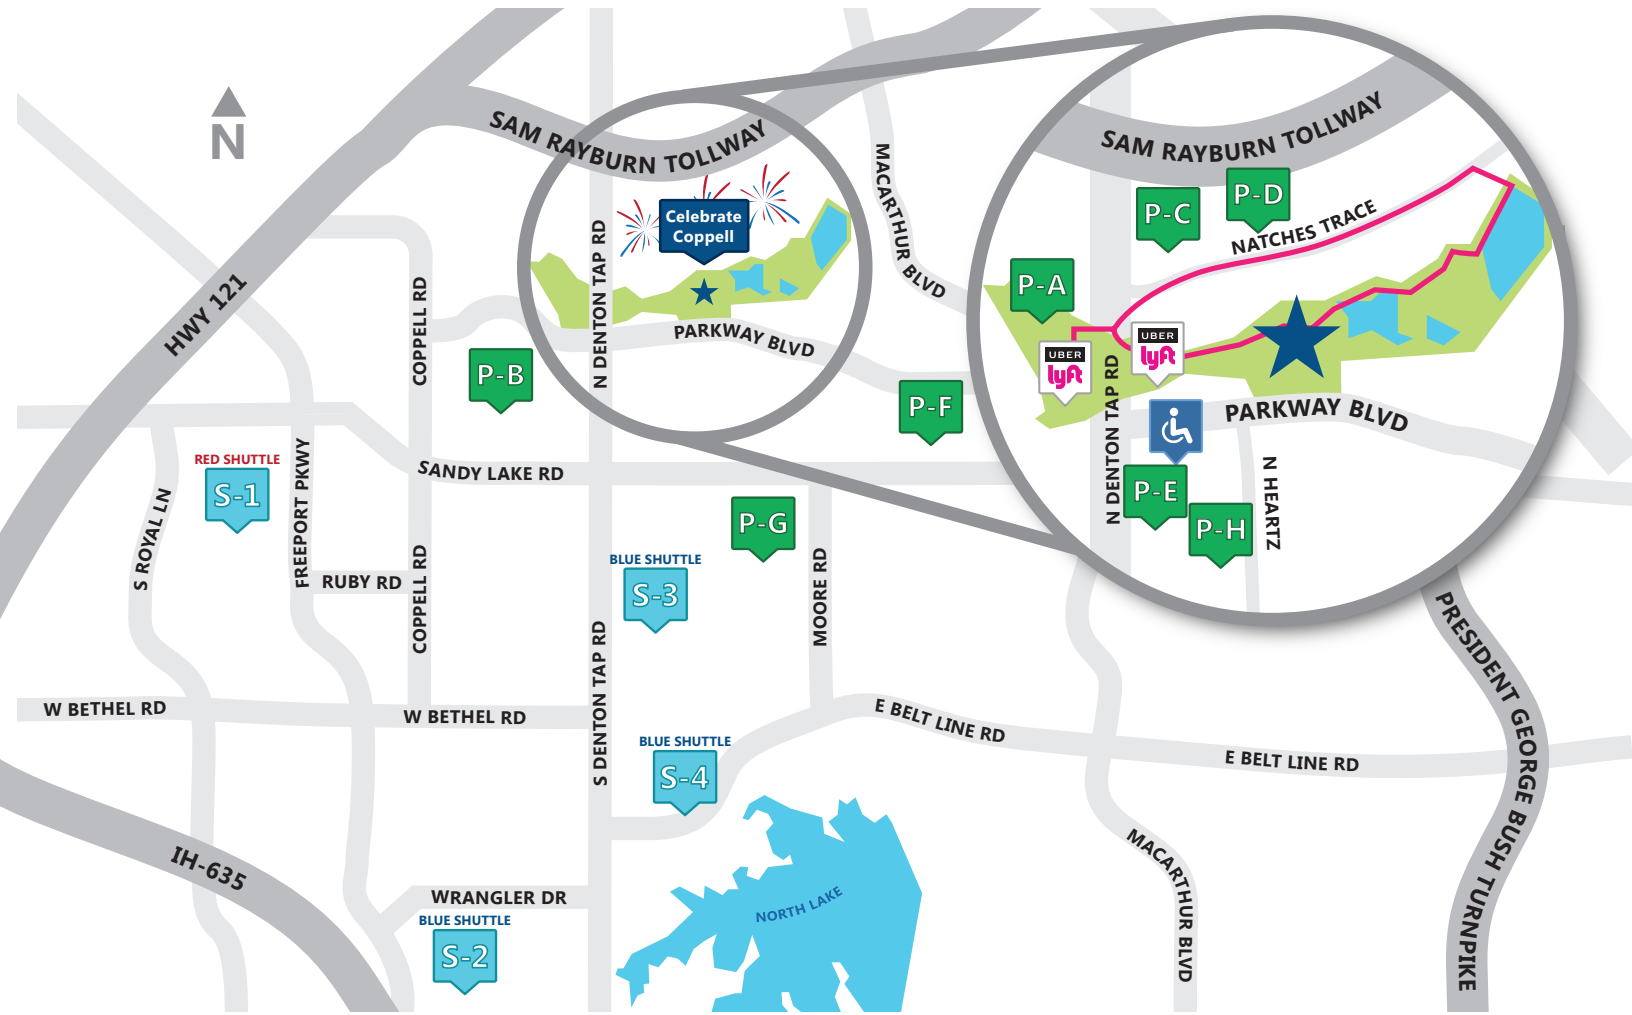 N
SAM RAYBURN TOLLWAY
Celebrate
Coppell
N DENTON TAP RD
PARKWAY BLVD
HWY 121
COPPELL RD
P-B
MACARTHUR BLVD
P-F
SAM RAYBURN TOLLWAY
P-C
P-D
NATCHES TRACE
P-A
UBER
lyft
UBER
lyft
N DENTON TAP RD
PARKWAY BLVD
P-E
P-H
N HEARTZ
RED SHUTTLE
S-1
S ROYAL LN
FREEPORT PKWY
SANDY LAKE RD
P-G
RUBY RD
COPPELL RD
BLUE SHUTTLE
S-3
MOORE RD
S DENTON TAP RD
W BETHEL RD
W BETHEL RD
BLUE SHUTTLE
S-4
E BELT LINE RD
E BELT LINE RD
PRESIDENT GEORGE BUSH TURNPIKE
MACARTHUR BLVD
IH-635
WRANGLER DR
BLUE SHUTTLE
S-2
NORTH LAKE